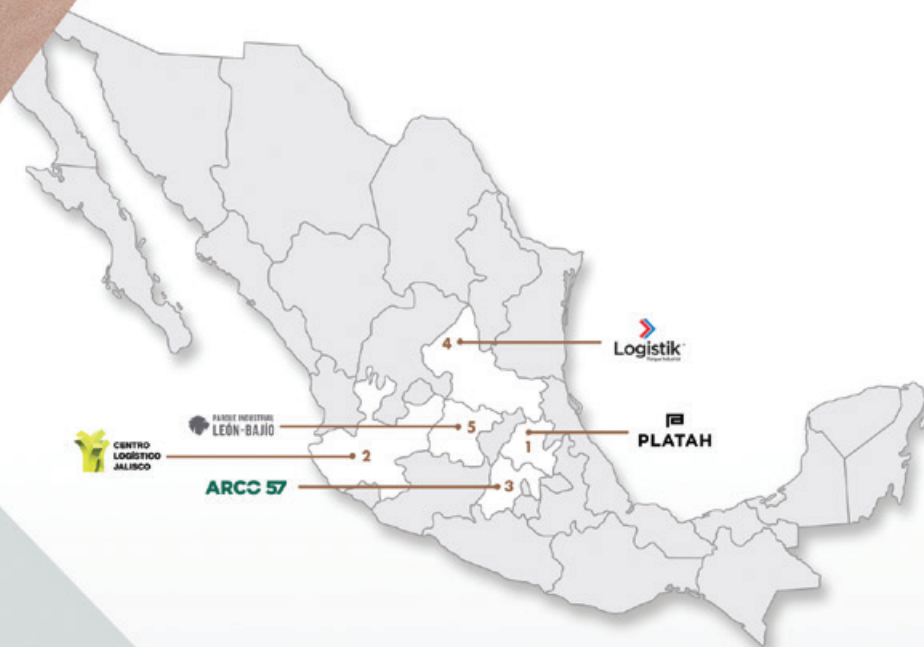 4
Logistik
Parque Industrial
PARQUE INDUSTRIAL
LEÓN-BAJÍO
5
1
PLATAH
CENTRO
LOGÍSTICO
JALISCO
2
ARCO 57
3